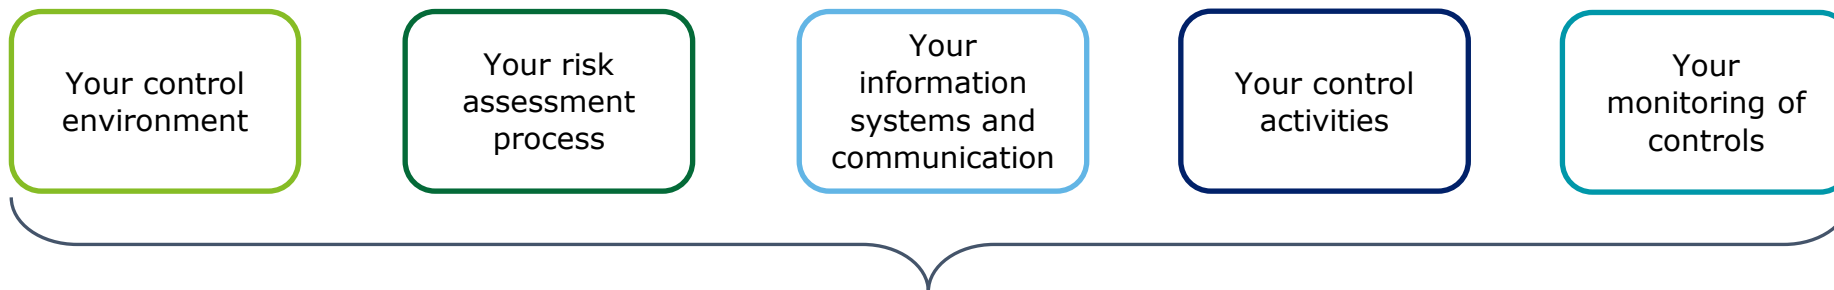 Your control
environment
Your risk
assessment
process
Your
information
systems and
communication
Your control
activities
Your
monitoring of
controls